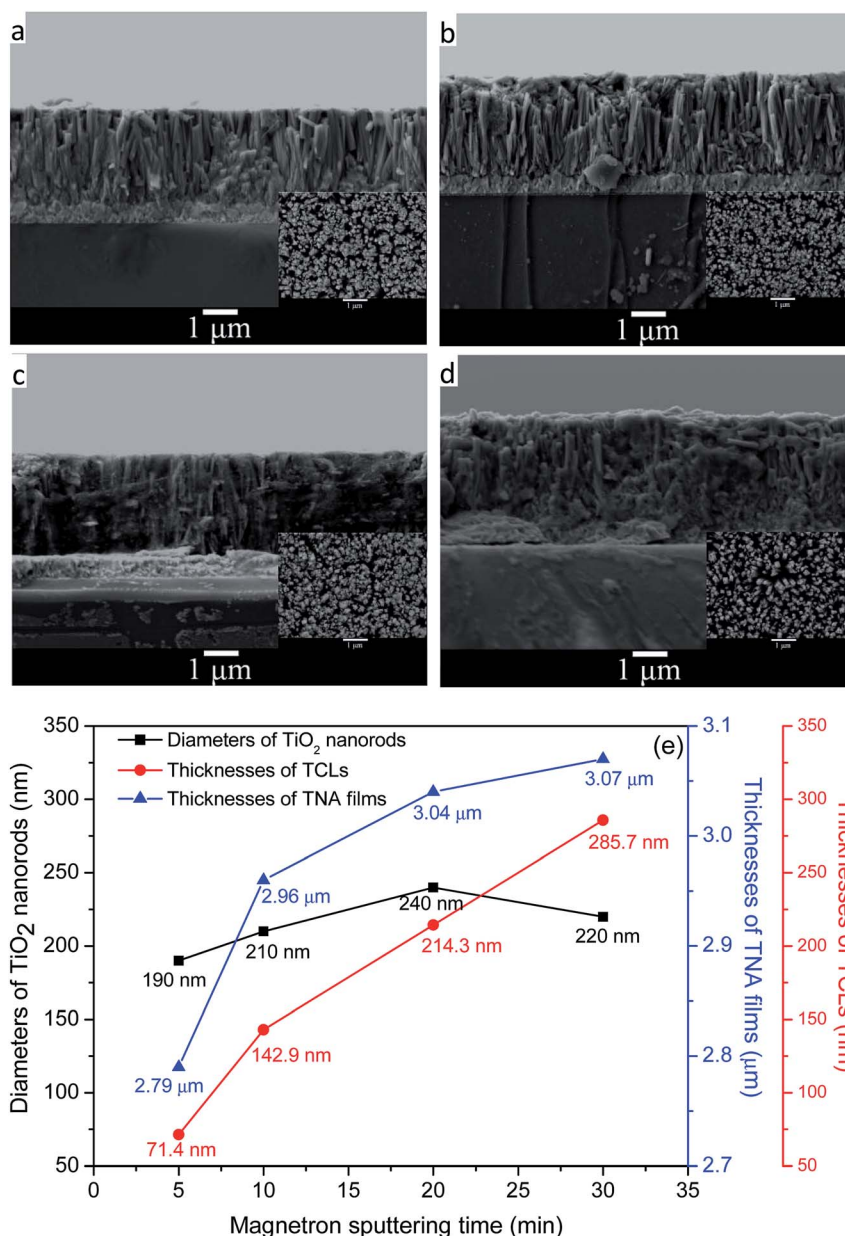 a
b
1 μm
1 μm
1 μm
1 μm
c
d
1 μm
1 μm
1 μm
1 μm
(e)
Diameters of TiO2 nanorods
Thicknesses of TCLs
Thicknesses of TNA films
350
300
250
200
150
100
50
Diameters of TiO2 nanorods (nm)
190 nm
210 nm
240 nm
220 nm
2.79 μm
2.96 μm
3.04 μm
3.07 μm
71.4 nm
142.9 nm
214.3 nm
285.7 nm
3.1
3.0
2.9
2.8
2.7
Thicknesses of TNA films (μm)
350
300
250
200
150
100
50
Thicknesses of TCLs (nm)
0
5
10
15
20
25
30
35
Magnetron sputtering time (min)